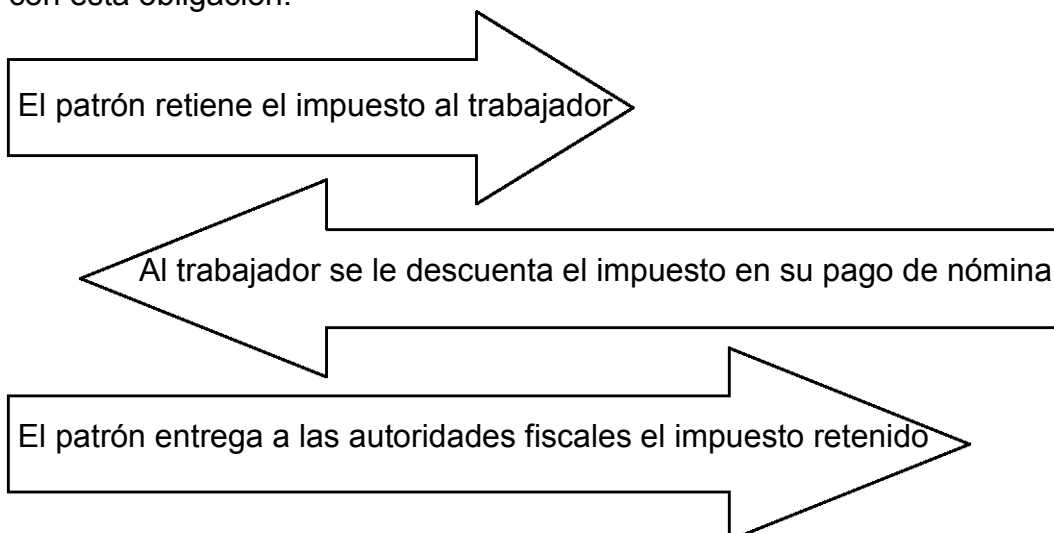 con esta obligación.
El patrón retiene el impuesto al trabajador
Al trabajador se le descuenta el impuesto en su pago de nómina
El patrón entrega a las autoridades fiscales el impuesto retenido